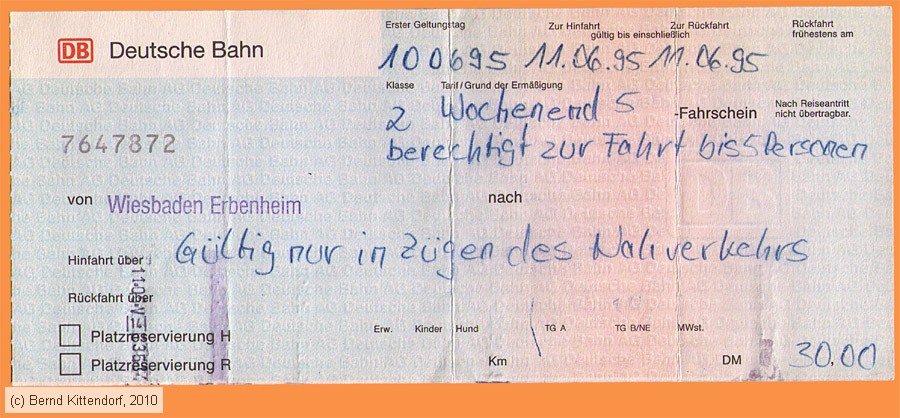 Erster Geltungstag Zur Hinfahrt Zur Rückfahrt Rückfahrt
gültig bis einschließlich frühestens am
DB Deutsche Bahn 100695 11.06.95 11.06.95
Klasse Tarif/Grund der Ermäßigung
2 Wochenend 5 -Fahrschein Nach Reiseantritt
nicht übertragbar.
7647872 berechtigt zur Fahrt bis 5 Personen
von Wiesbaden Erbenheim nach
Gültig nur in Zügen des Nahverkehrs
Hinfahrt über
Rückfahrt über
Platzreservierung H Erw. Kinder Hund TG A TG B/NE MWst.
Platzreservierung R Km DM 30.00
(c) Bernd Kittendorf, 2010